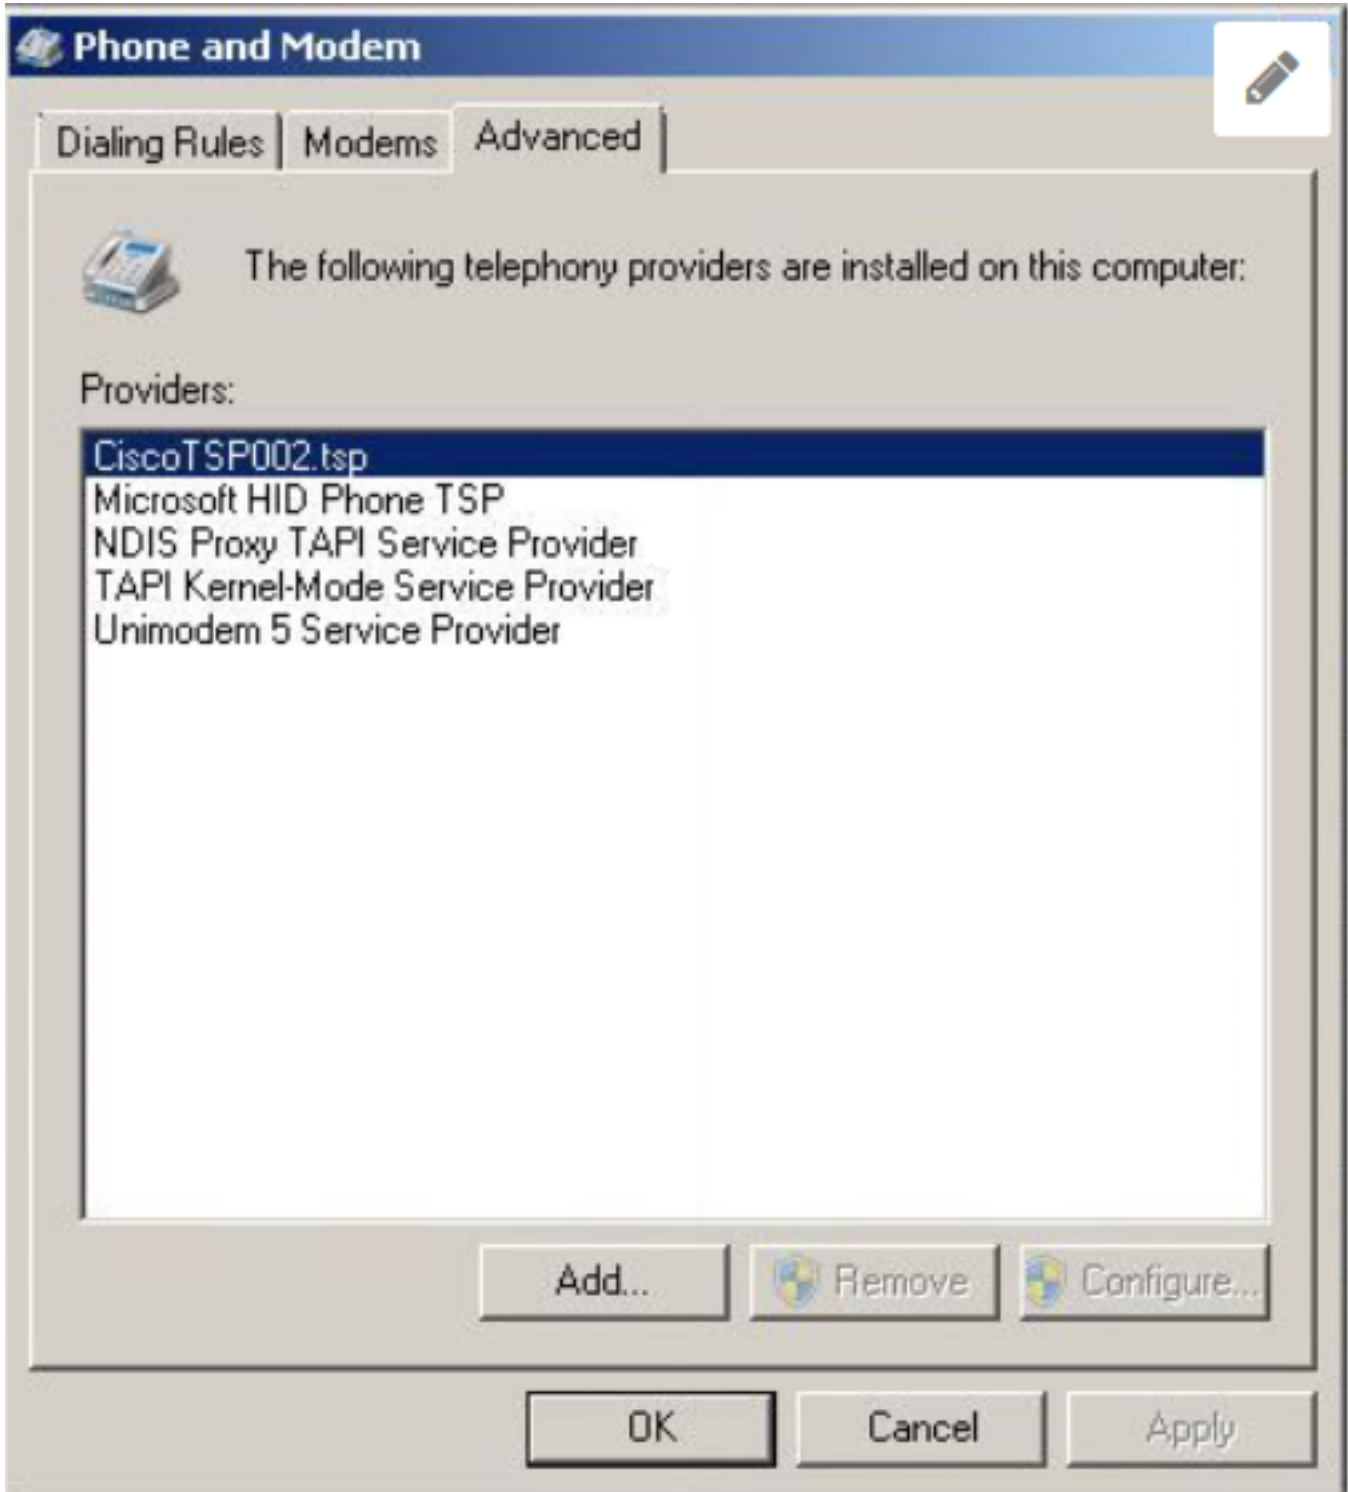 Phone and Modem
Dialing Rules
Modems
Advanced
The following telephony providers are installed on this computer:
Providers:
CiscoTSP002.tsp
Microsoft HID Phone TSP
NDIS Proxy TAPI Service Provider
TAPI Kernel-Mode Service Provider
Unimodem 5 Service Provider
Add...
Remove
Configure...
OK
Cancel
Apply